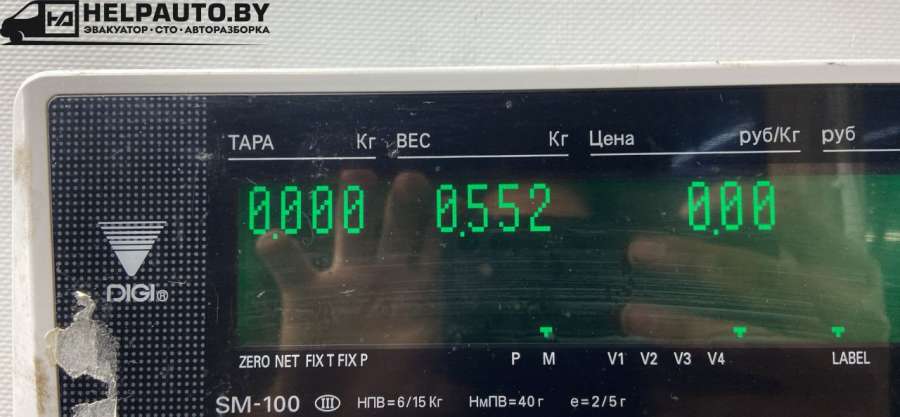 HELPAUTO.BY
ЭВАКУАТОР•СТО•АВТОРАЗБОРКА
ТАРА Кг ВЕС Кг Цена руб/Кг руб
0.000 0.552 0.00
DIGI®
ZERO NET FIX T FIX P P M V1 V2 V3 V4 LABEL
SM-100 III НПВ=6/15 Кг НмПВ=40 г е=2/5 г